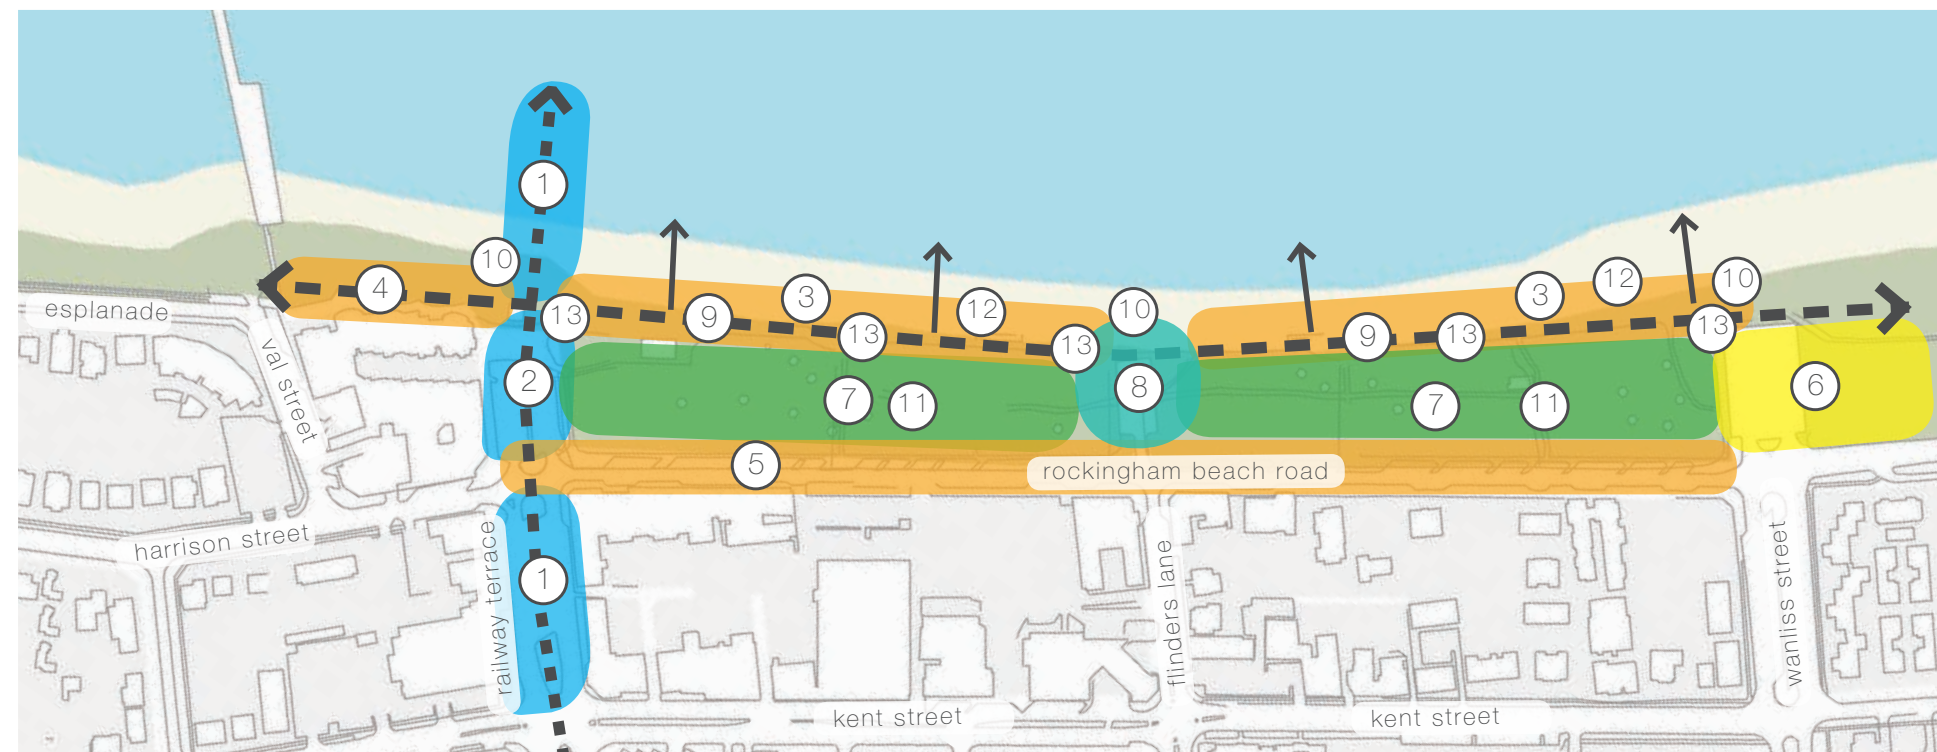 1
10
4
3
12
10
3
12
10
esplanade
13
9
13
13
9
13
13
val street
2
7
11
8
7
11
6
5
rockingham beach road
harrison street
railway terrace
1
flinders lane
wanliss street
kent street
kent street